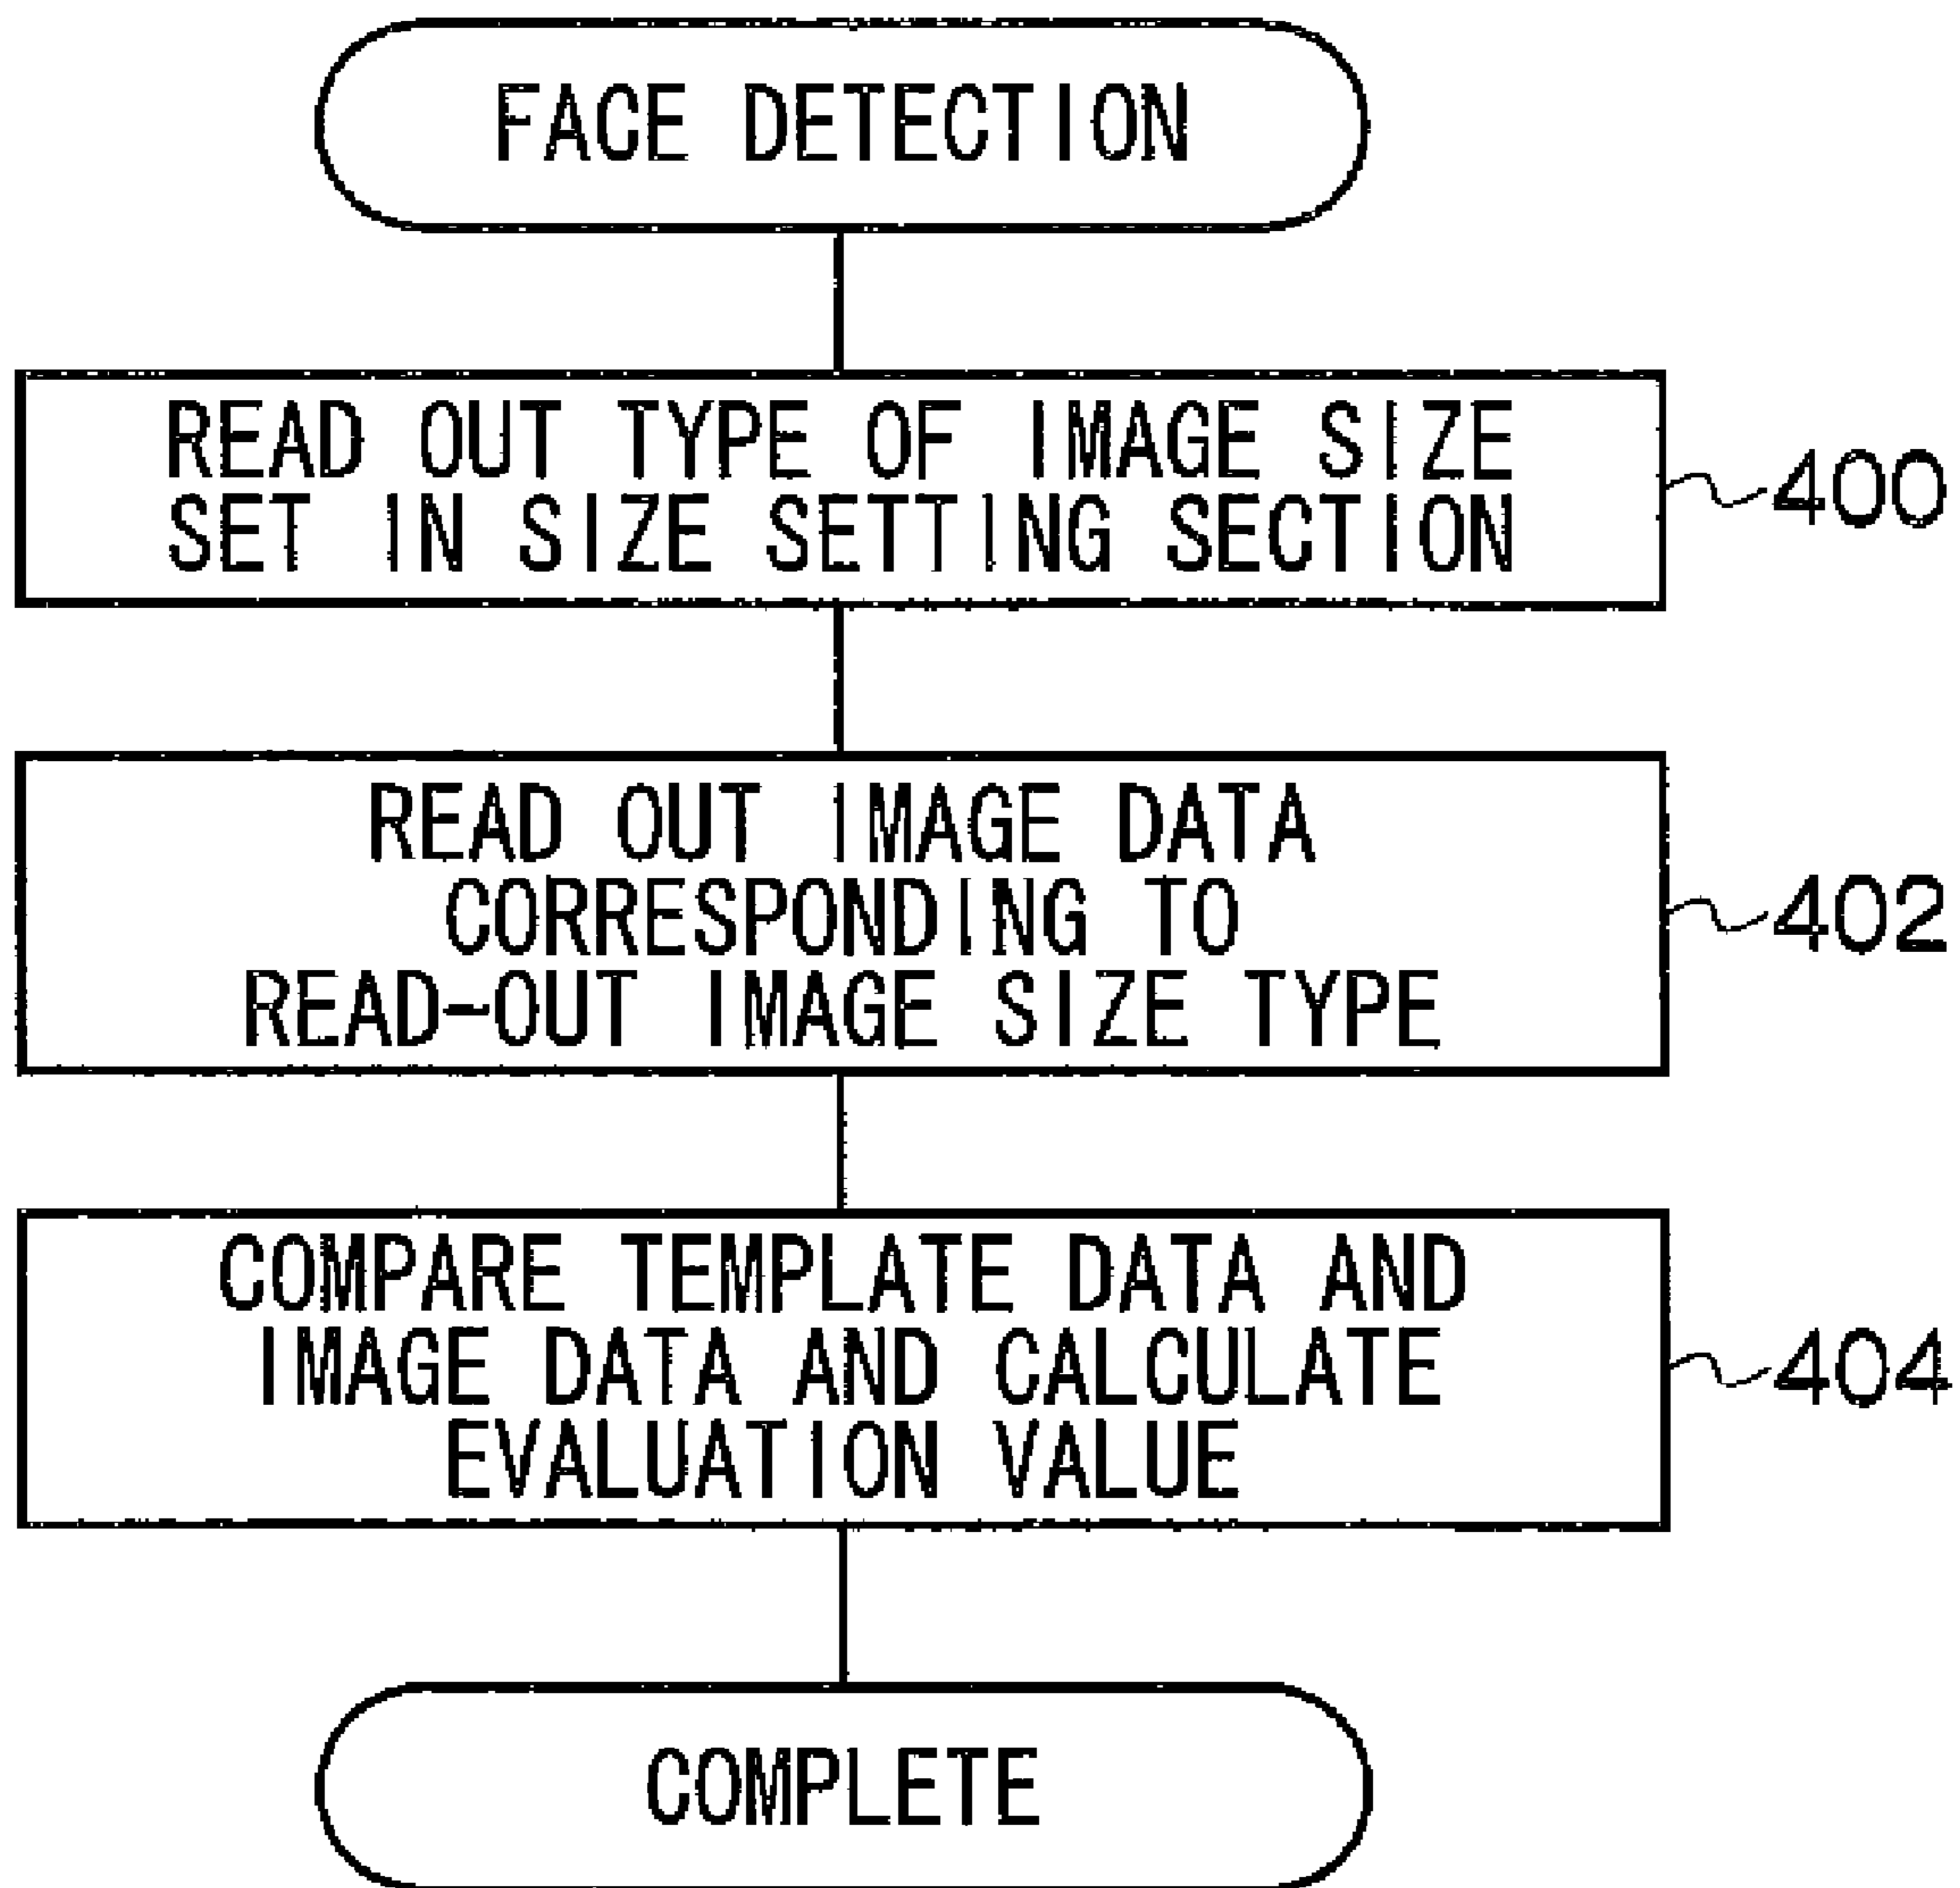 FACE DETECTION
READ OUT TYPE OF IMAGE SIZE
SET IN SIZE SETTING SECTION
400
READ OUT IMAGE DATA
CORRESPONDING TO
READ-OUT IMAGE SIZE TYPE
402
COMPARE TEMPLATE DATA AND
IMAGE DATA AND CALCULATE
EVALUATION VALUE
404
COMPLETE